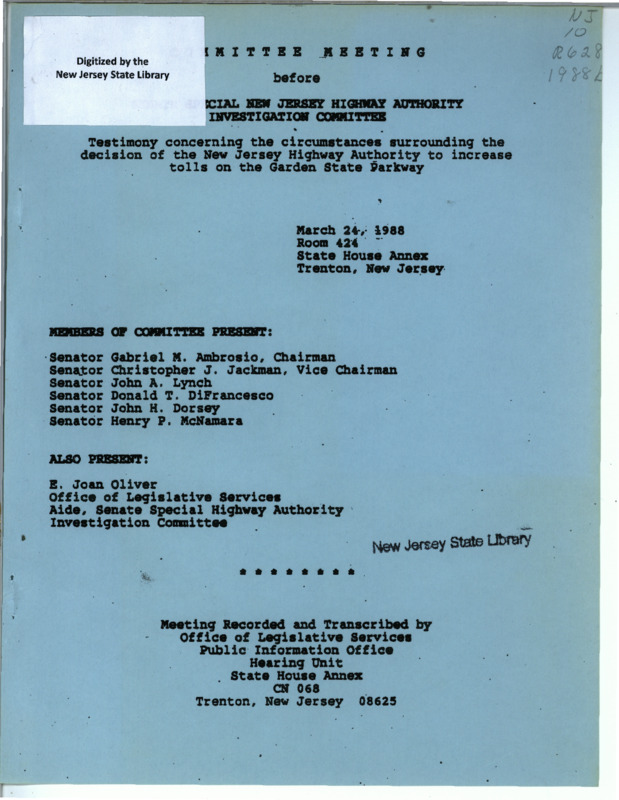 NJ
10
R628
1988b
Digitized by the
New Jersey State Library
MMITTEE MEETING
before
ECIAL NEW JERSEY HIGHWAY AUTHORITY
INVESTIGATION COMMITTEE
Testimony concerning the circumstances surrounding the
decision of the New Jersey Highway Authority to increase
tolls on the Garden State Parkway
March 24, 1988
Room 424
State House Annex
Trenton, New Jersey
MEMBERS OF COMMITTEE PRESENT:
Senator Gabriel M. Ambrosio, Chairman
Senator Christopher J. Jackman, Vice Chairman
Senator John A. Lynch
Senator Donald T. DiFrancesco
Senator John H. Dorsey
Senator Henry P. McNamara
ALSO PRESENT:
E. Joan Oliver
Office of Legislative Services
Aide, Senate Special Highway Authority
Investigation Committee
New Jersey State Library
* * * * * * * *
Meeting Recorded and Transcribed by
Office of Legislative Services
Public Information Office
Hearing Unit
State House Annex
CN 068
Trenton, New Jersey 08625